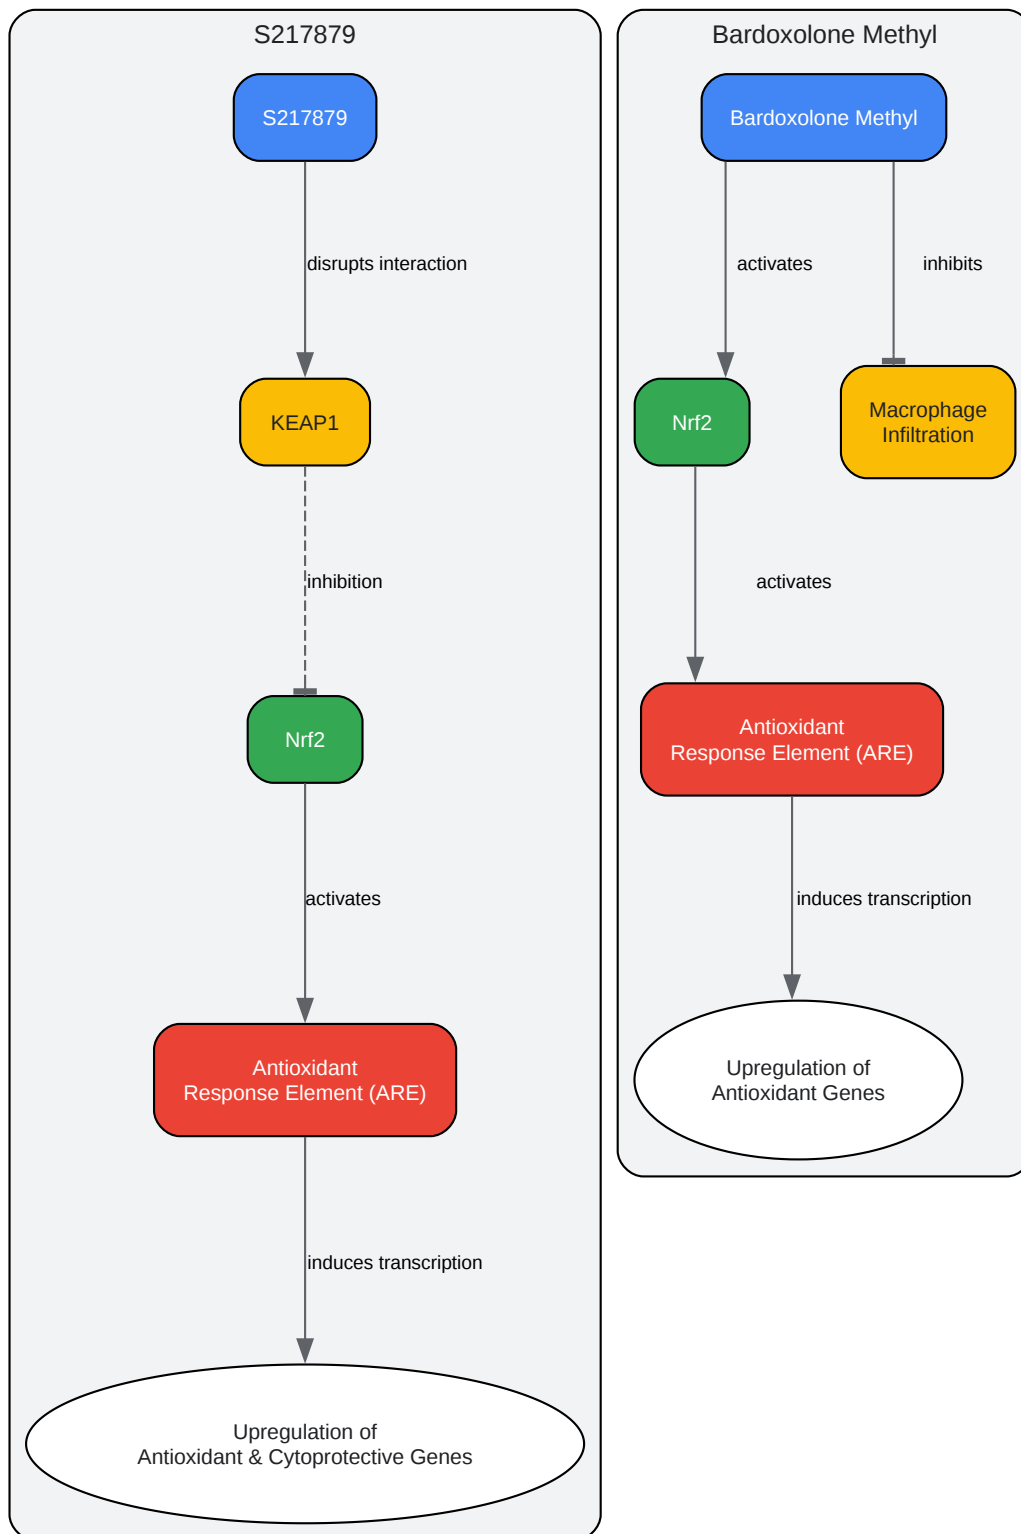 S217879
S217879
disrupts interaction
KEAP1
inhibition
Nrf2
activates
Antioxidant
Response Element (ARE)
induces transcription
Upregulation of
Antioxidant & Cytoprotective Genes
Bardoxolone Methyl
Bardoxolone Methyl
activates
inhibits
Nrf2
Macrophage
Infiltration
activates
Antioxidant
Response Element (ARE)
induces transcription
Upregulation of
Antioxidant Genes